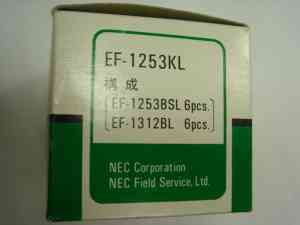 EF-1253KL
構成
EF-1253BSL 6pcs.
EF-1312BL 6pcs.
NEC Corporation
NEC Field Service, Ltd.